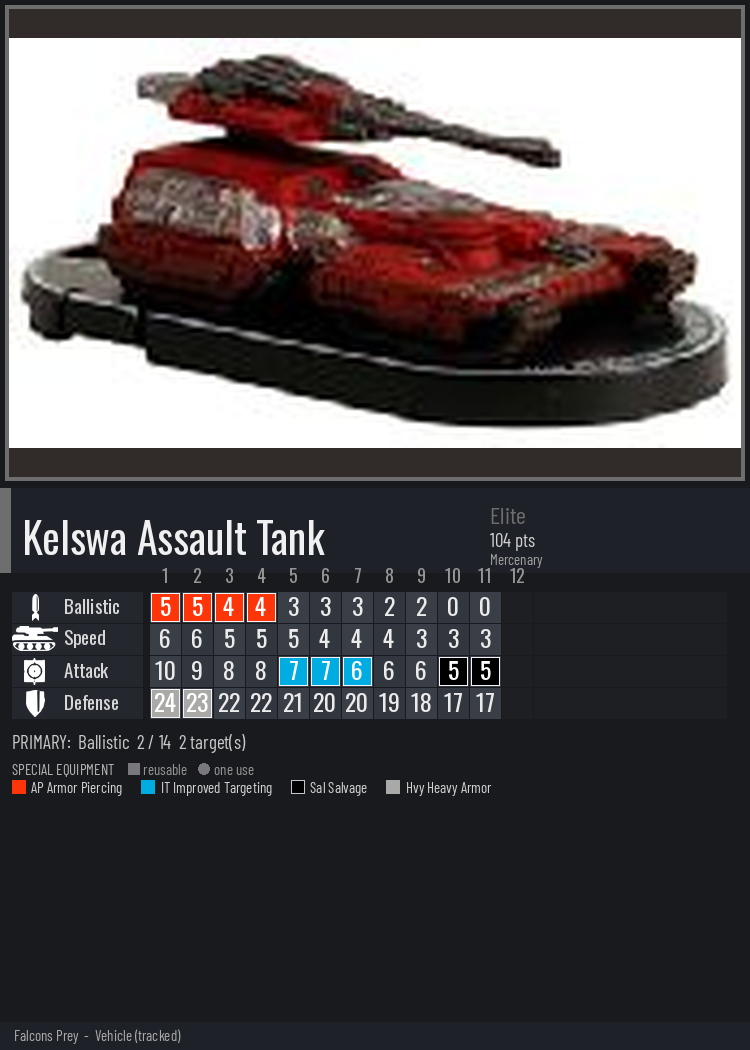 Kelswa Assault Tank
Elite
104 pts
Mercenary
1 2 3 4 5 6 7 8 9 10 11 12
Ballistic 5 5 4 4 3 3 3 2 2 0 0
Speed 6 6 5 5 5 4 4 4 3 3 3
Attack 10 9 8 8 7 7 6 6 6 5 5
Defense 24 23 22 22 21 20 20 19 18 17 17
PRIMARY: Ballistic 2 / 14 2 target(s)
SPECIAL EQUIPMENT reusable one use
AP Armor Piercing IT Improved Targeting Sal Salvage Hvy Heavy Armor
Falcons Prey - Vehicle (tracked)